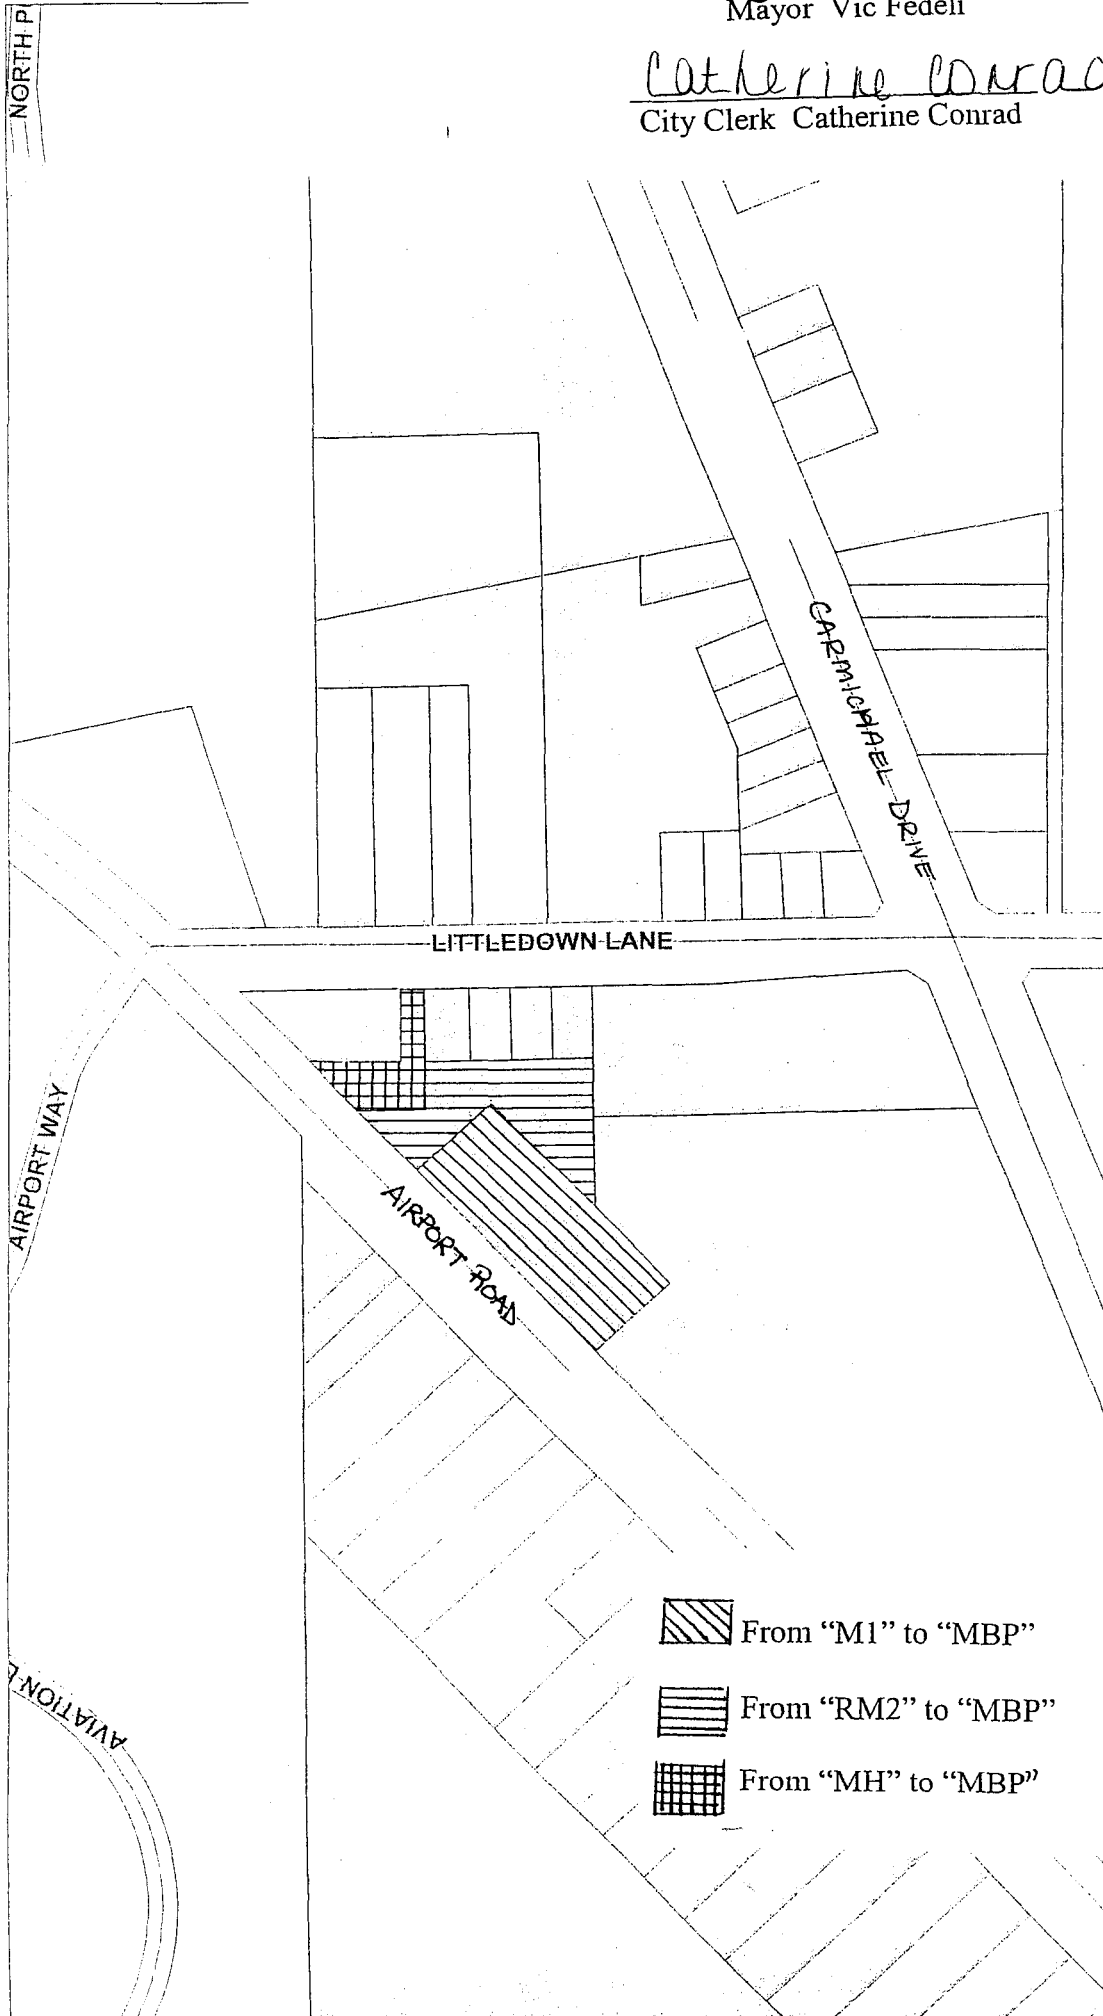 Mayor Vic Fedeli
Catherine Conrad
City Clerk Catherine Conrad
NORTH
CARMICHAEL DRIVE
LITTLEDOWN LANE
AIRPORT WAY
AIRPORT ROAD
From “M1” to “MBP”
From “RM2” to “MBP”
From “MH” to “MBP”
AVIATION